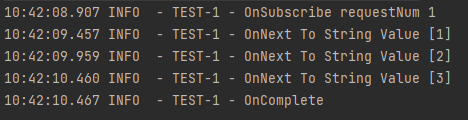 10:42:08.907 INFO  - TEST-1 - OnSubscribe requestNum 1
10:42:09.457 INFO  - TEST-1 - OnNext To String Value [1]
10:42:09.959 INFO  - TEST-1 - OnNext To String Value [2]
10:42:10.460 INFO  - TEST-1 - OnNext To String Value [3]
10:42:10.467 INFO  - TEST-1 - OnComplete